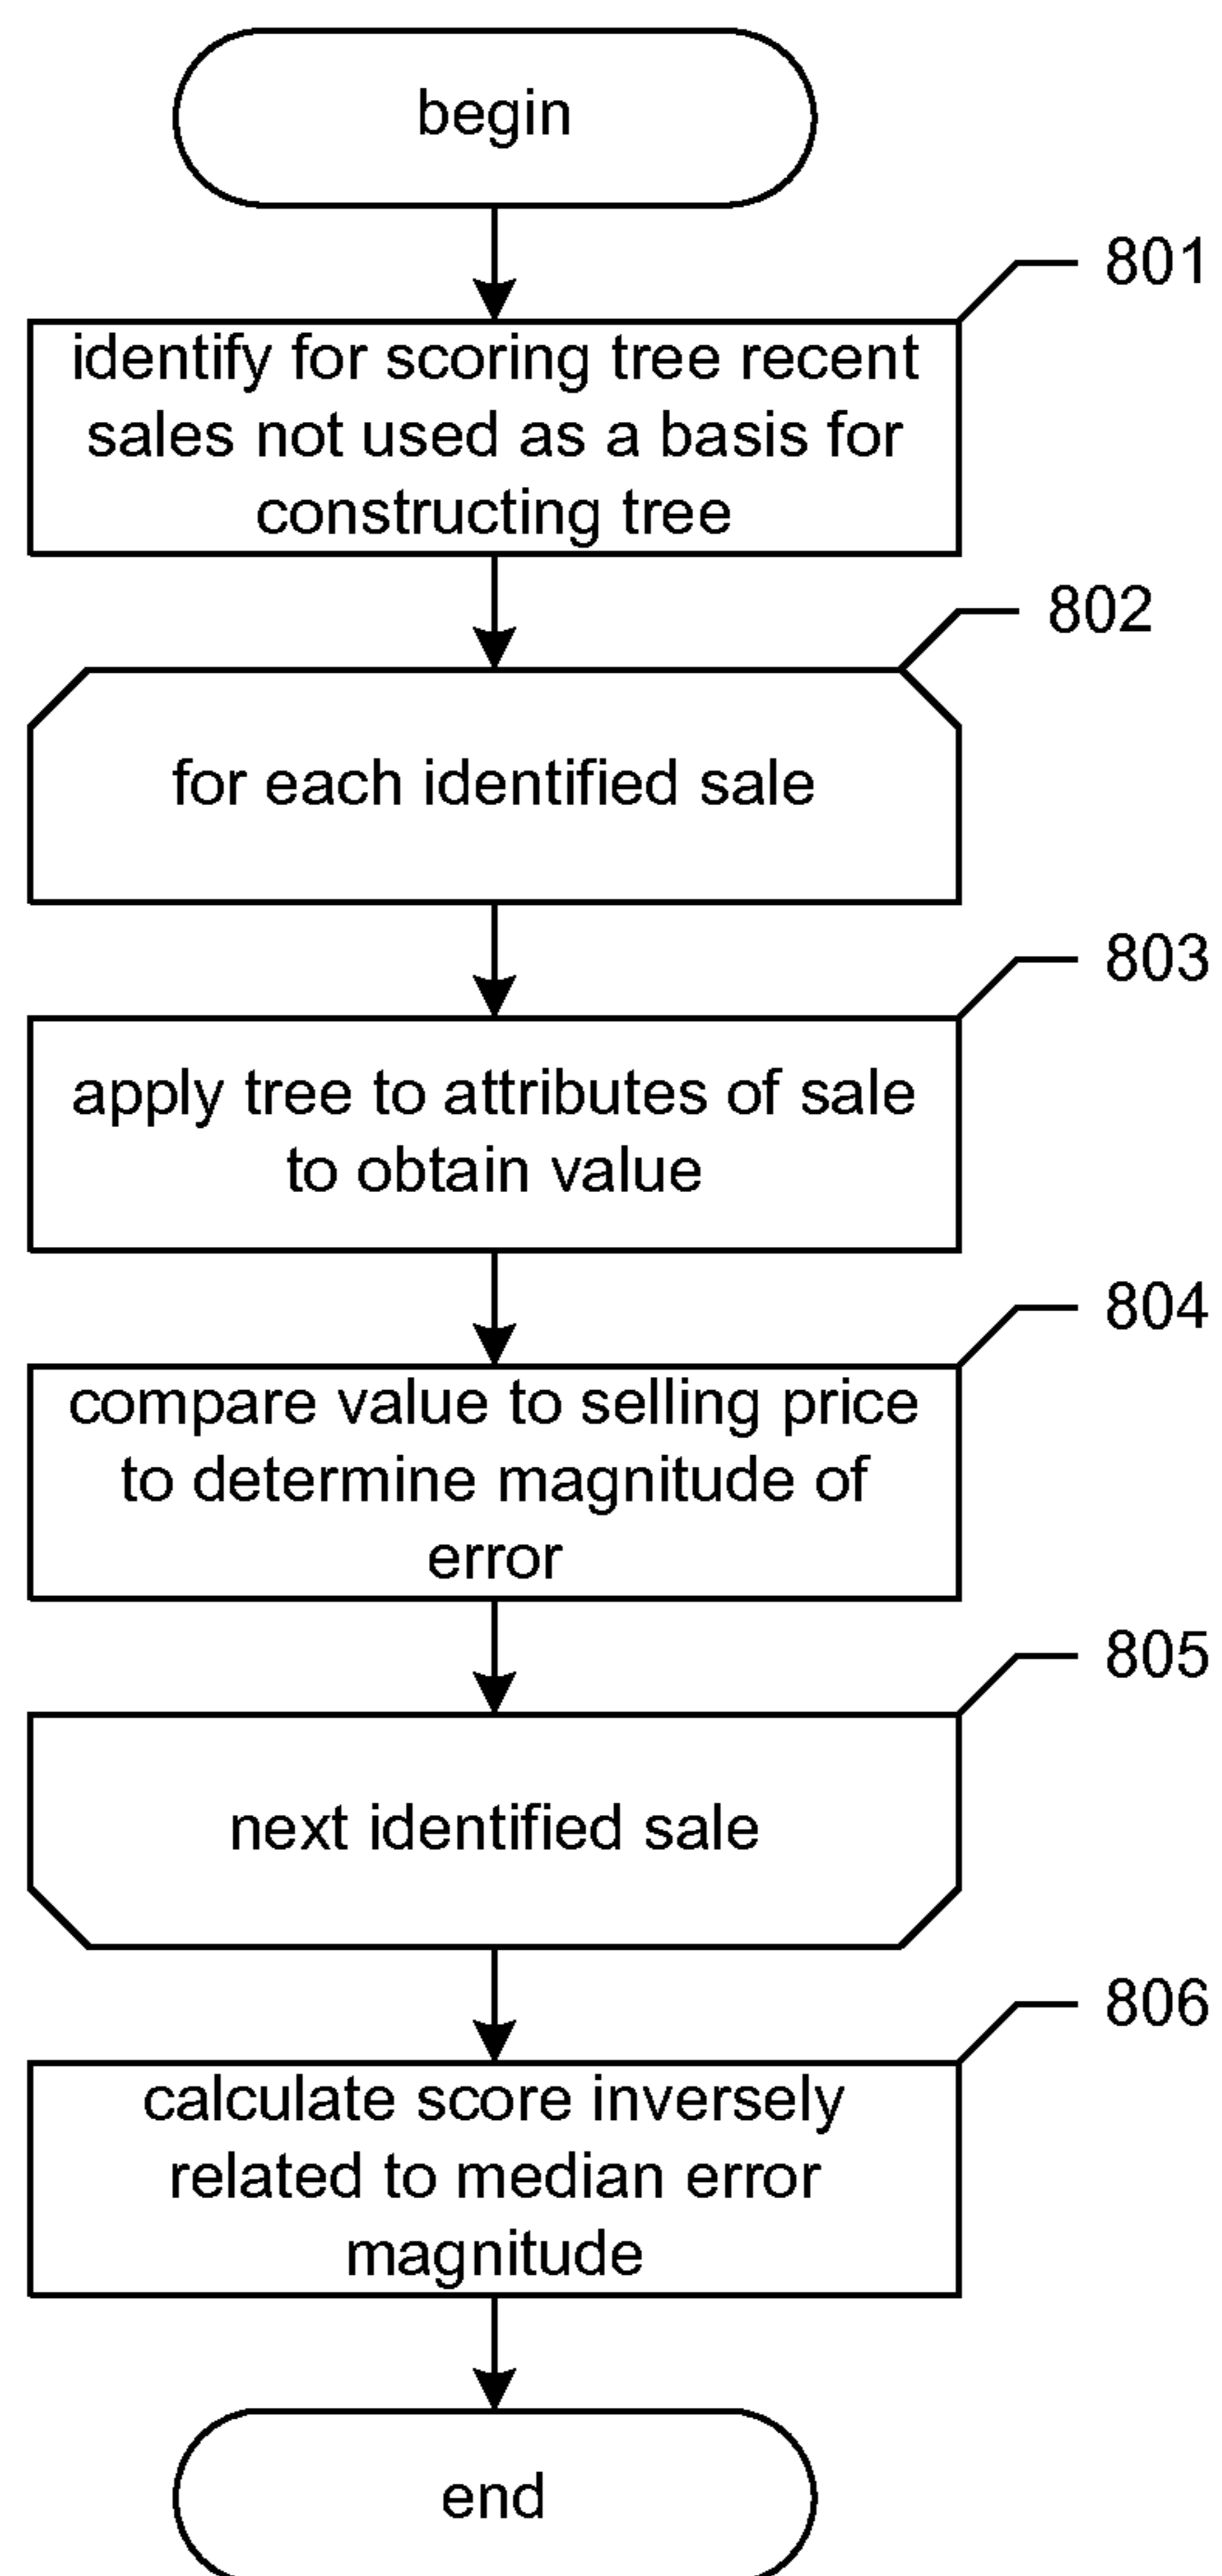 begin
801
identify for scoring tree recent
sales not used as a basis for
constructing tree
802
for each identified sale
803
apply tree to attributes of sale
to obtain value
804
compare value to selling price
to determine magnitude of
error
805
next identified sale
806
calculate score inversely
related to median error
magnitude
end